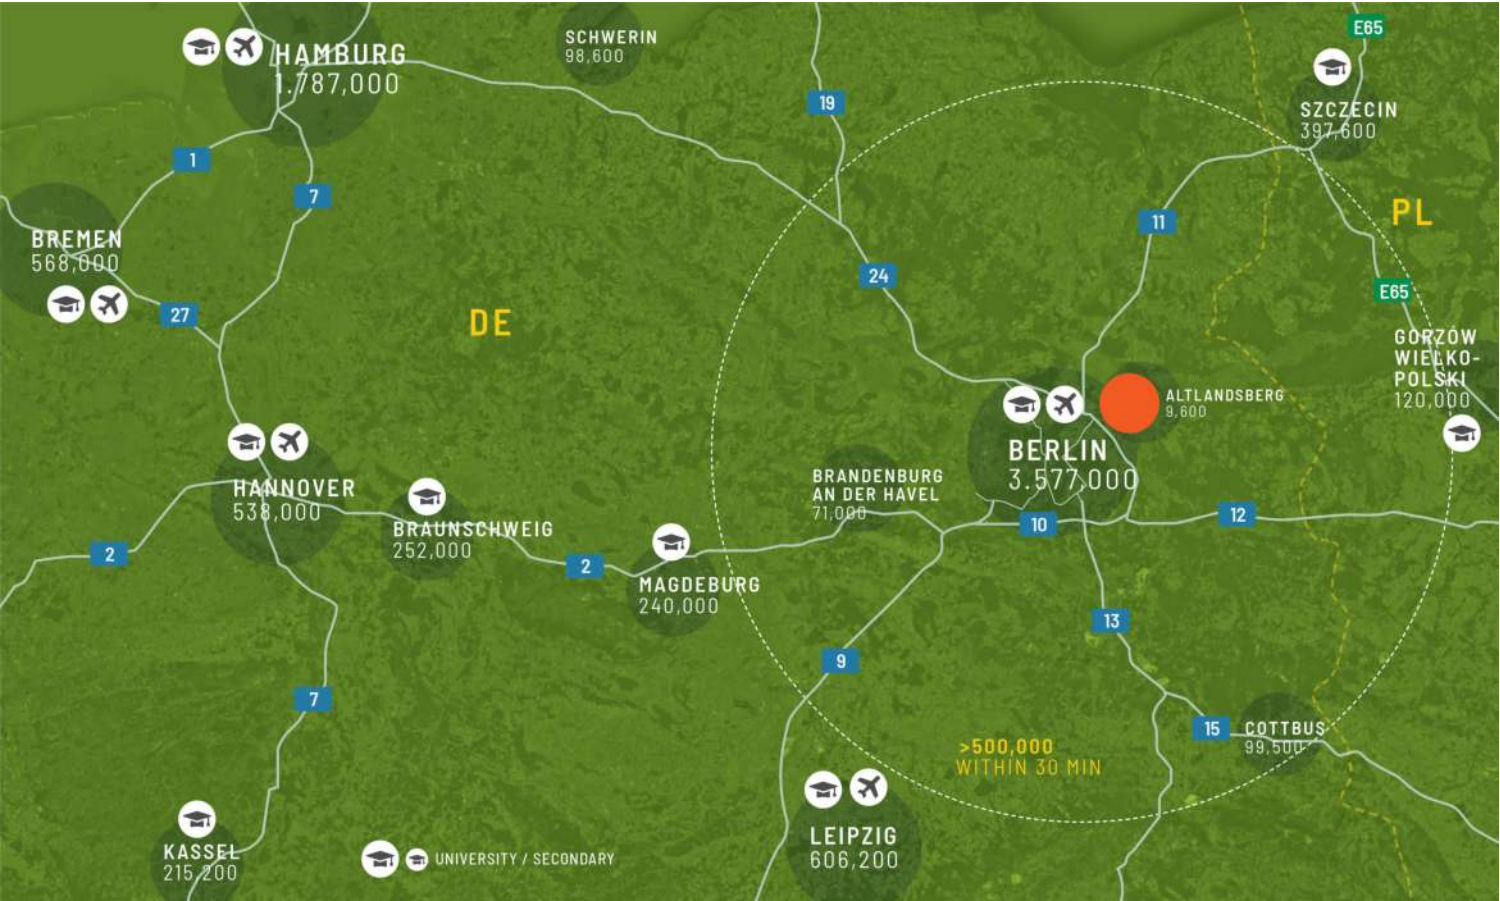 E65
SCHWERIN
98,600
HAMBURG
1.787,000
19
SZCZECIN
397,600
1
7
PL
11
BREMEN
568,000
24
E65
27
DE
GORZÓW
WIELKO-
POLSKI
120,000
ALTLANDSBERG
9,600
BERLIN
3.577,000
BRANDENBURG
AN DER HAVEL
71,000
HANNOVER
538,000
BRAUNSCHWEIG
252,000
10
12
2
2
MAGDEBURG
240,000
13
9
7
15
COTTBUS
99,500
>500,000
WITHIN 30 MIN
LEIPZIG
606,200
KASSEL
215,200
UNIVERSITY / SECONDARY